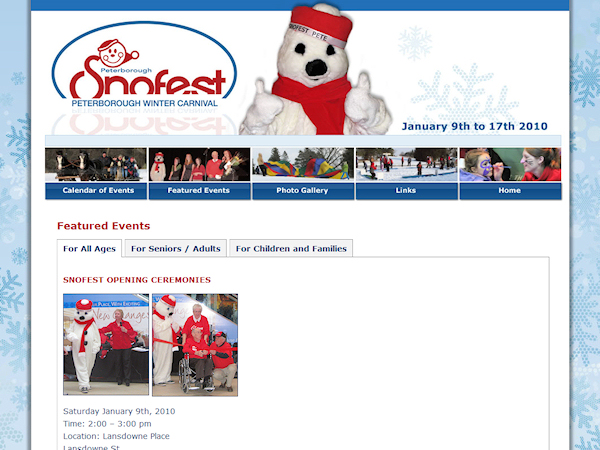 SNOFEST PETE
Peterborough
Snofest
PETERBOROUGH WINTER CARNIVAL
January 9th to 17th 2010
Calendar of Events
Featured Events
Photo Gallery
Links
Home
Featured Events
For All Ages
For Seniors / Adults
For Children and Families
SNOFEST OPENING CEREMONIES
Saturday January 9th, 2010
Time: 2:00 – 3:00 pm
Location: Lansdowne Place
Lansdowne St